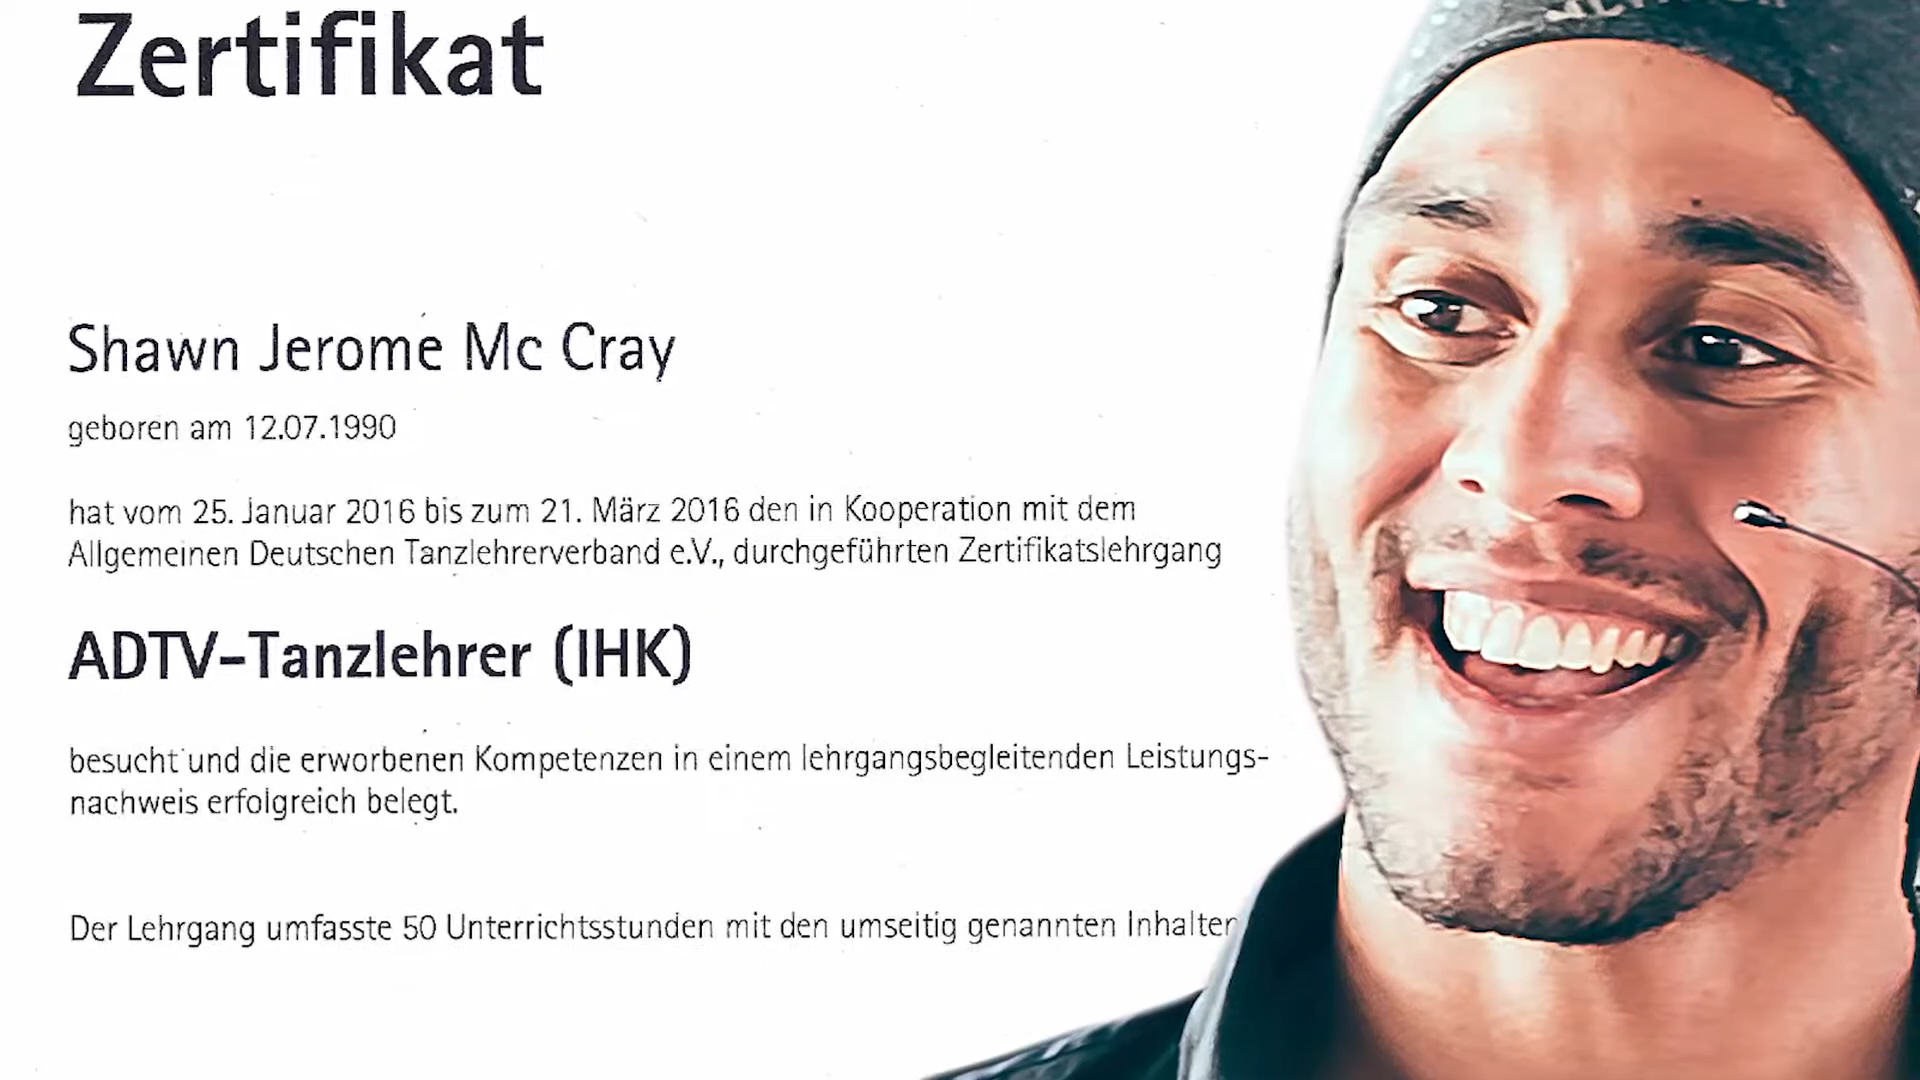 Zertifikat
Shawn Jerome Mc Cray
geboren am 12.07.1990
hat vom 25. Januar 2016 bis zum 21. März 2016 den in Kooperation mit dem
Allgemeinen Deutschen Tanzlehrerverband e.V., durchgeführten Zertifikatslehrgang
ADTV-Tanzlehrer (IHK)
besucht und die erworbenen Kompetenzen in einem lehrgangsbegleitenden Leistungs-
nachweis erfolgreich belegt.
Der Lehrgang umfasste 50 Unterrichtsstunden mit den umseitig genannten Inhalten